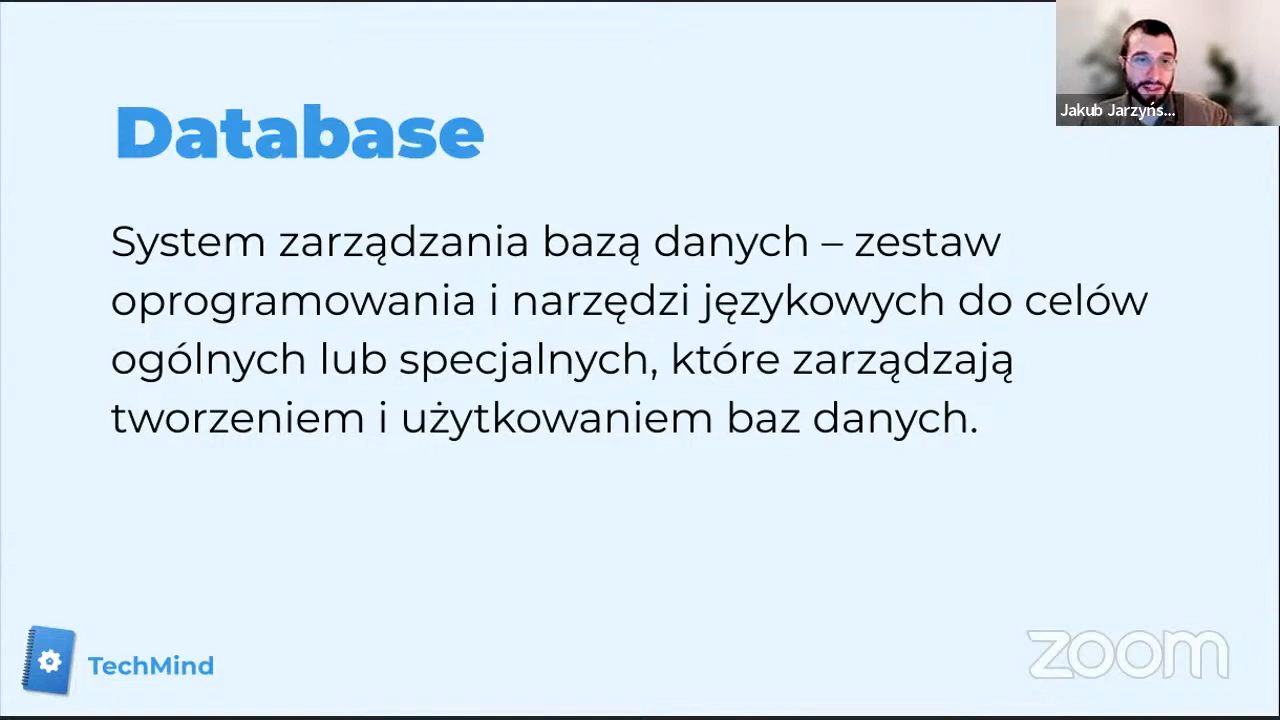 Database
Jakub Jarzyńs...
System zarządzania bazą danych – zestaw
oprogramowania i narzędzi językowych do celów
ogólnych lub specjalnych, które zarządzają
tworzeniem i użytkowaniem baz danych.
TechMind
zoom